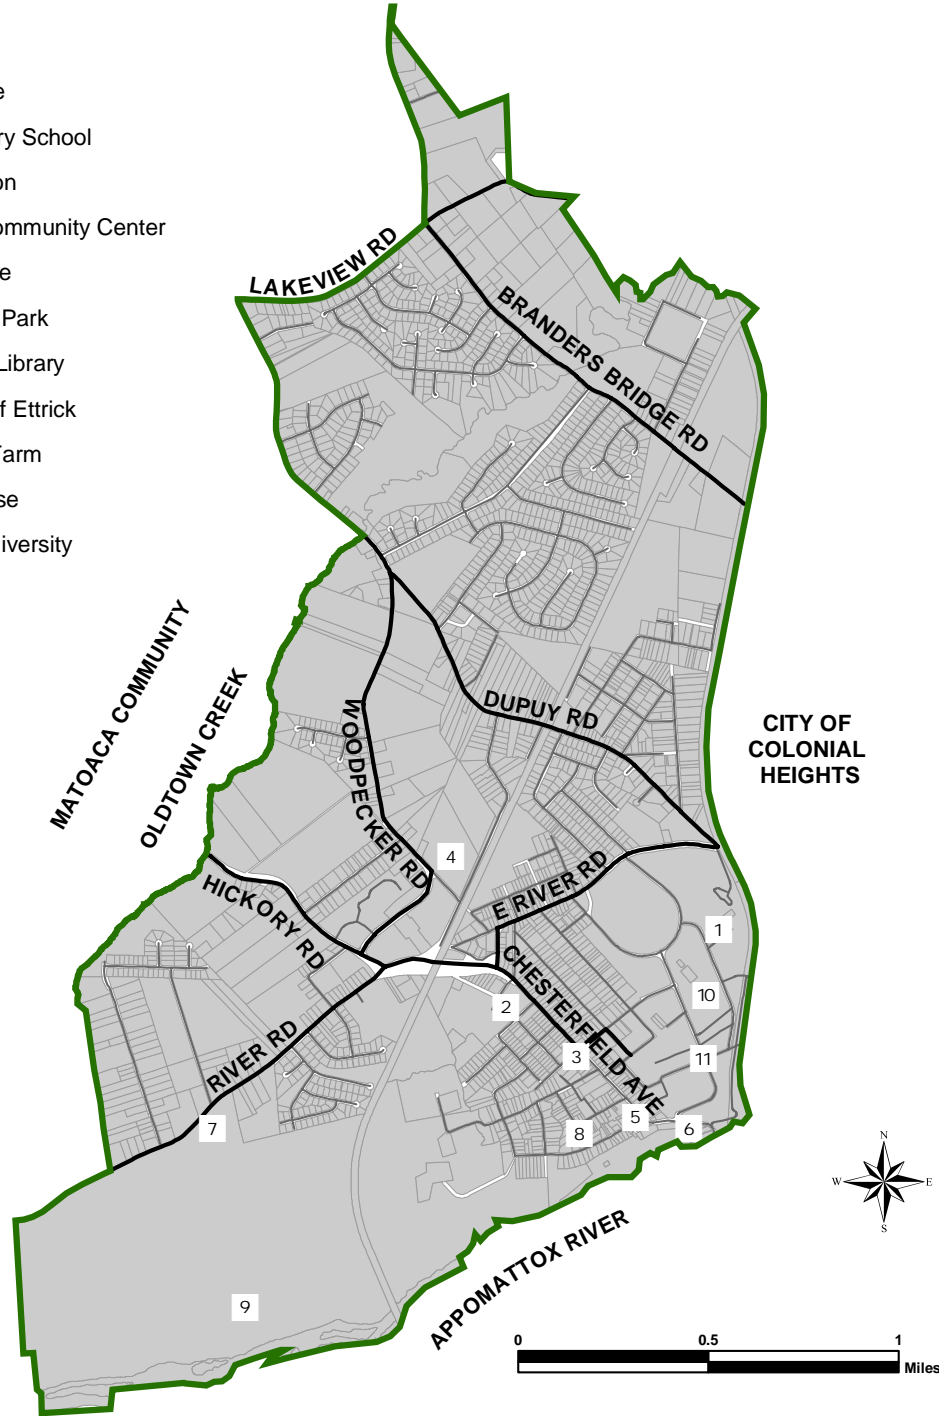 e
ry School
on
ommunity Center
e
Park
Library
f Ettrick
Farm
se
iversity
LAKEVIEW RD
BRANDERS BRIDGE RD
MATOACA COMMUNITY
OLDTOWN CREEK
WOODPECKER RD
DUPUY RD
CITY OF
COLONIAL
HEIGHTS
4
E RIVER RD
HICKORY RD
1
CHESTERFIELD AVE
2
10
3
11
RIVER RD
7
8
5
6
N
W
E
S
APPOMATTOX RIVER
9
0
0.5
1
Miles